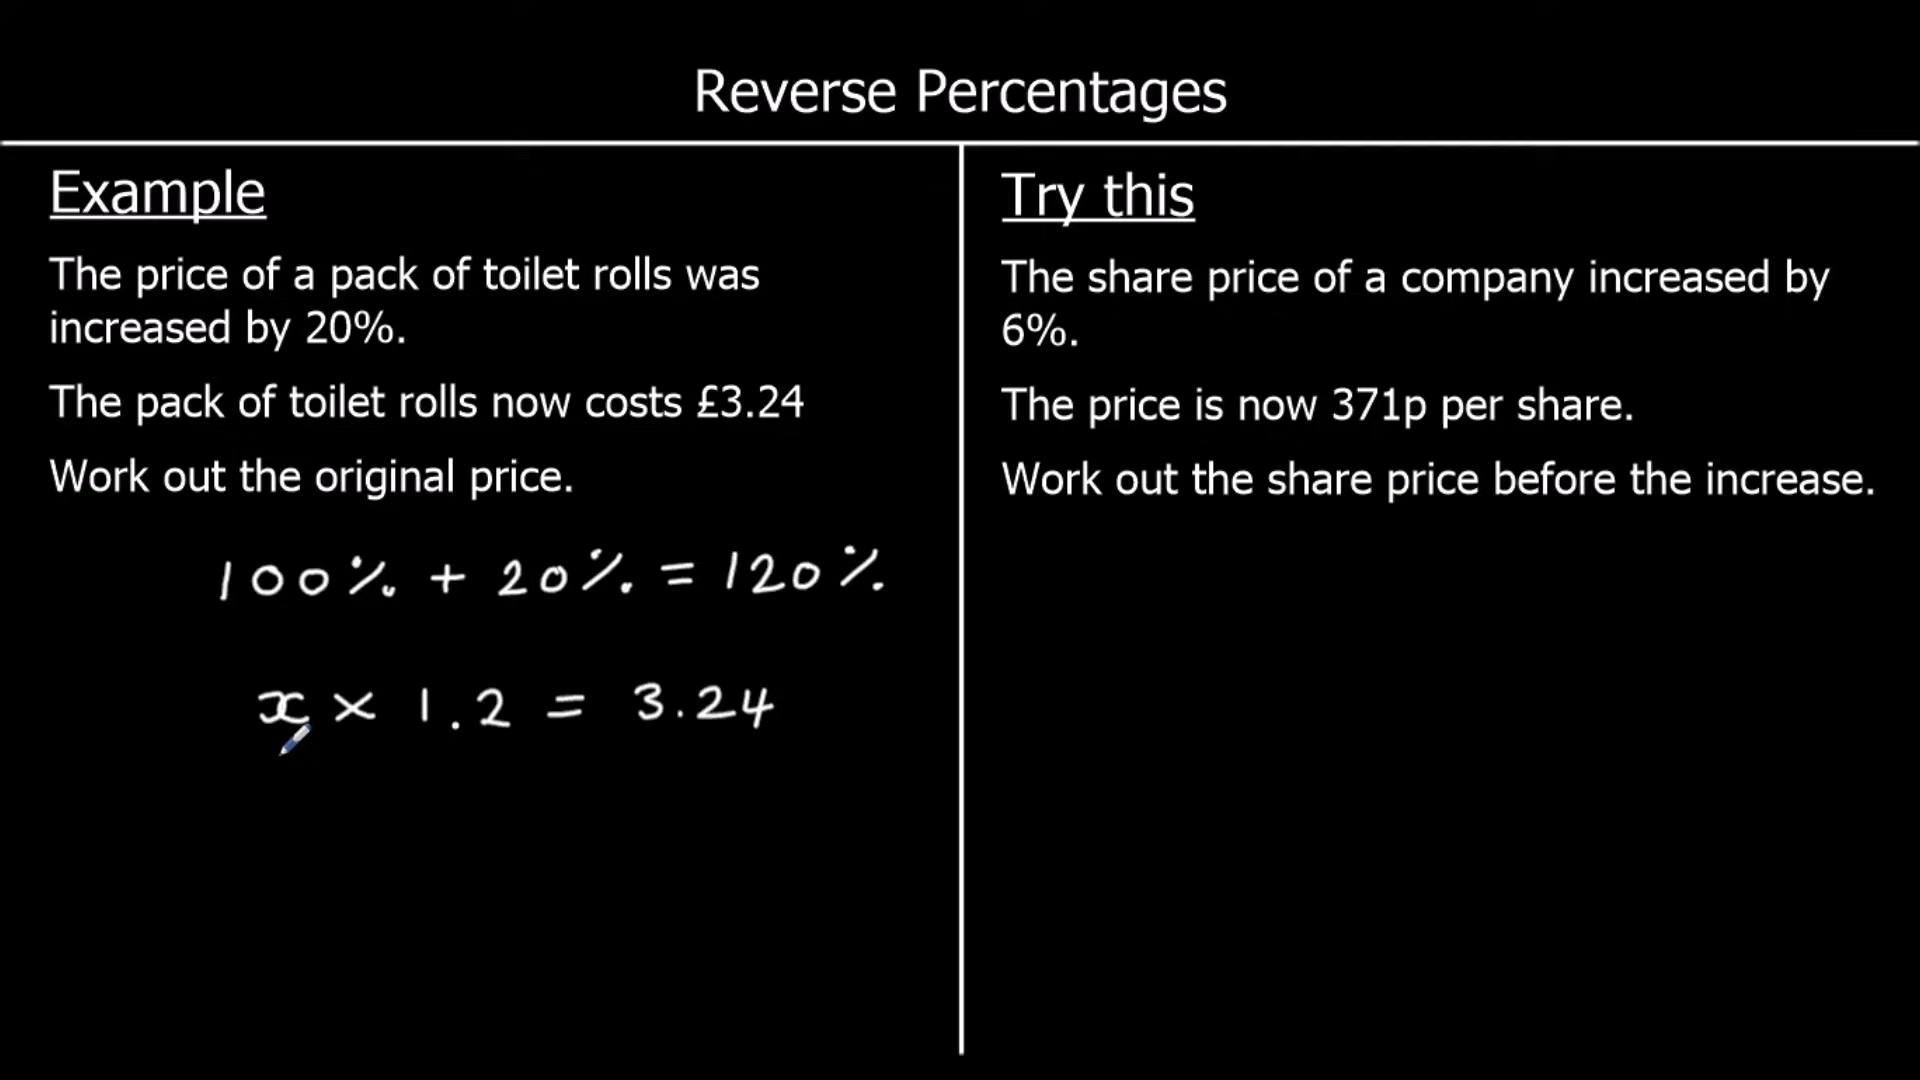 Reverse Percentages
Example
The price of a pack of toilet rolls was
increased by 20%.
The pack of toilet rolls now costs £3.24
Work out the original price.
100% + 20% = 120%
x × 1.2 = 3.24
Try this
The share price of a company increased by
6%.
The price is now 371p per share.
Work out the share price before the increase.